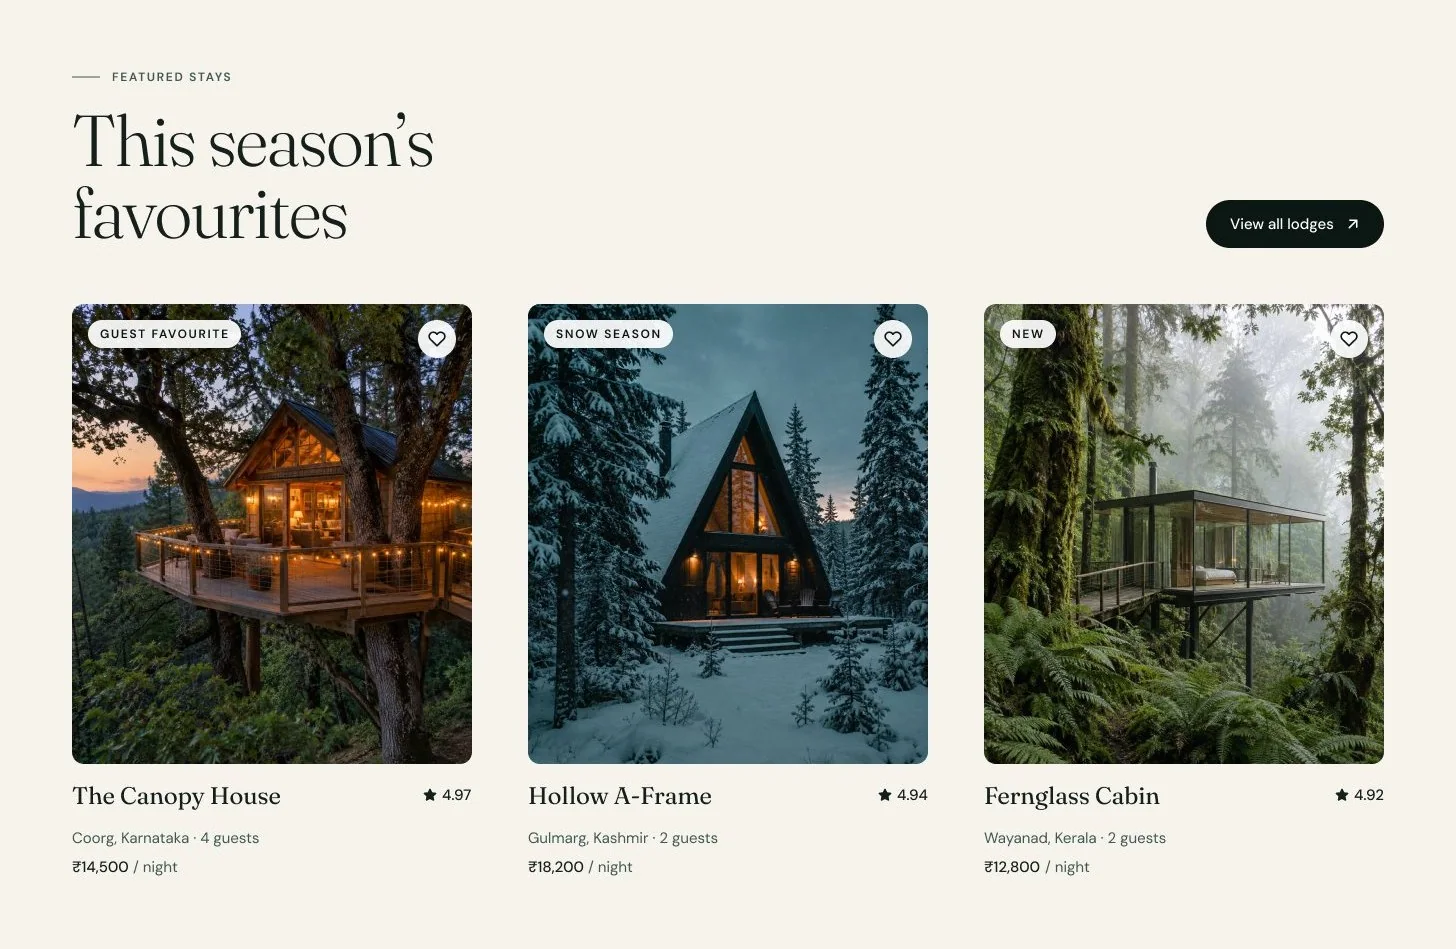 FEATURED STAYS
This season’s
favourites
View all lodges
GUEST FAVOURITE
SNOW SEASON
NEW
The Canopy House
4.97
Coorg, Karnataka · 4 guests
₹14,500 / night
Hollow A-Frame
4.94
Gulmarg, Kashmir · 2 guests
₹18,200 / night
Fernglass Cabin
4.92
Wayanad, Kerala · 2 guests
₹12,800 / night